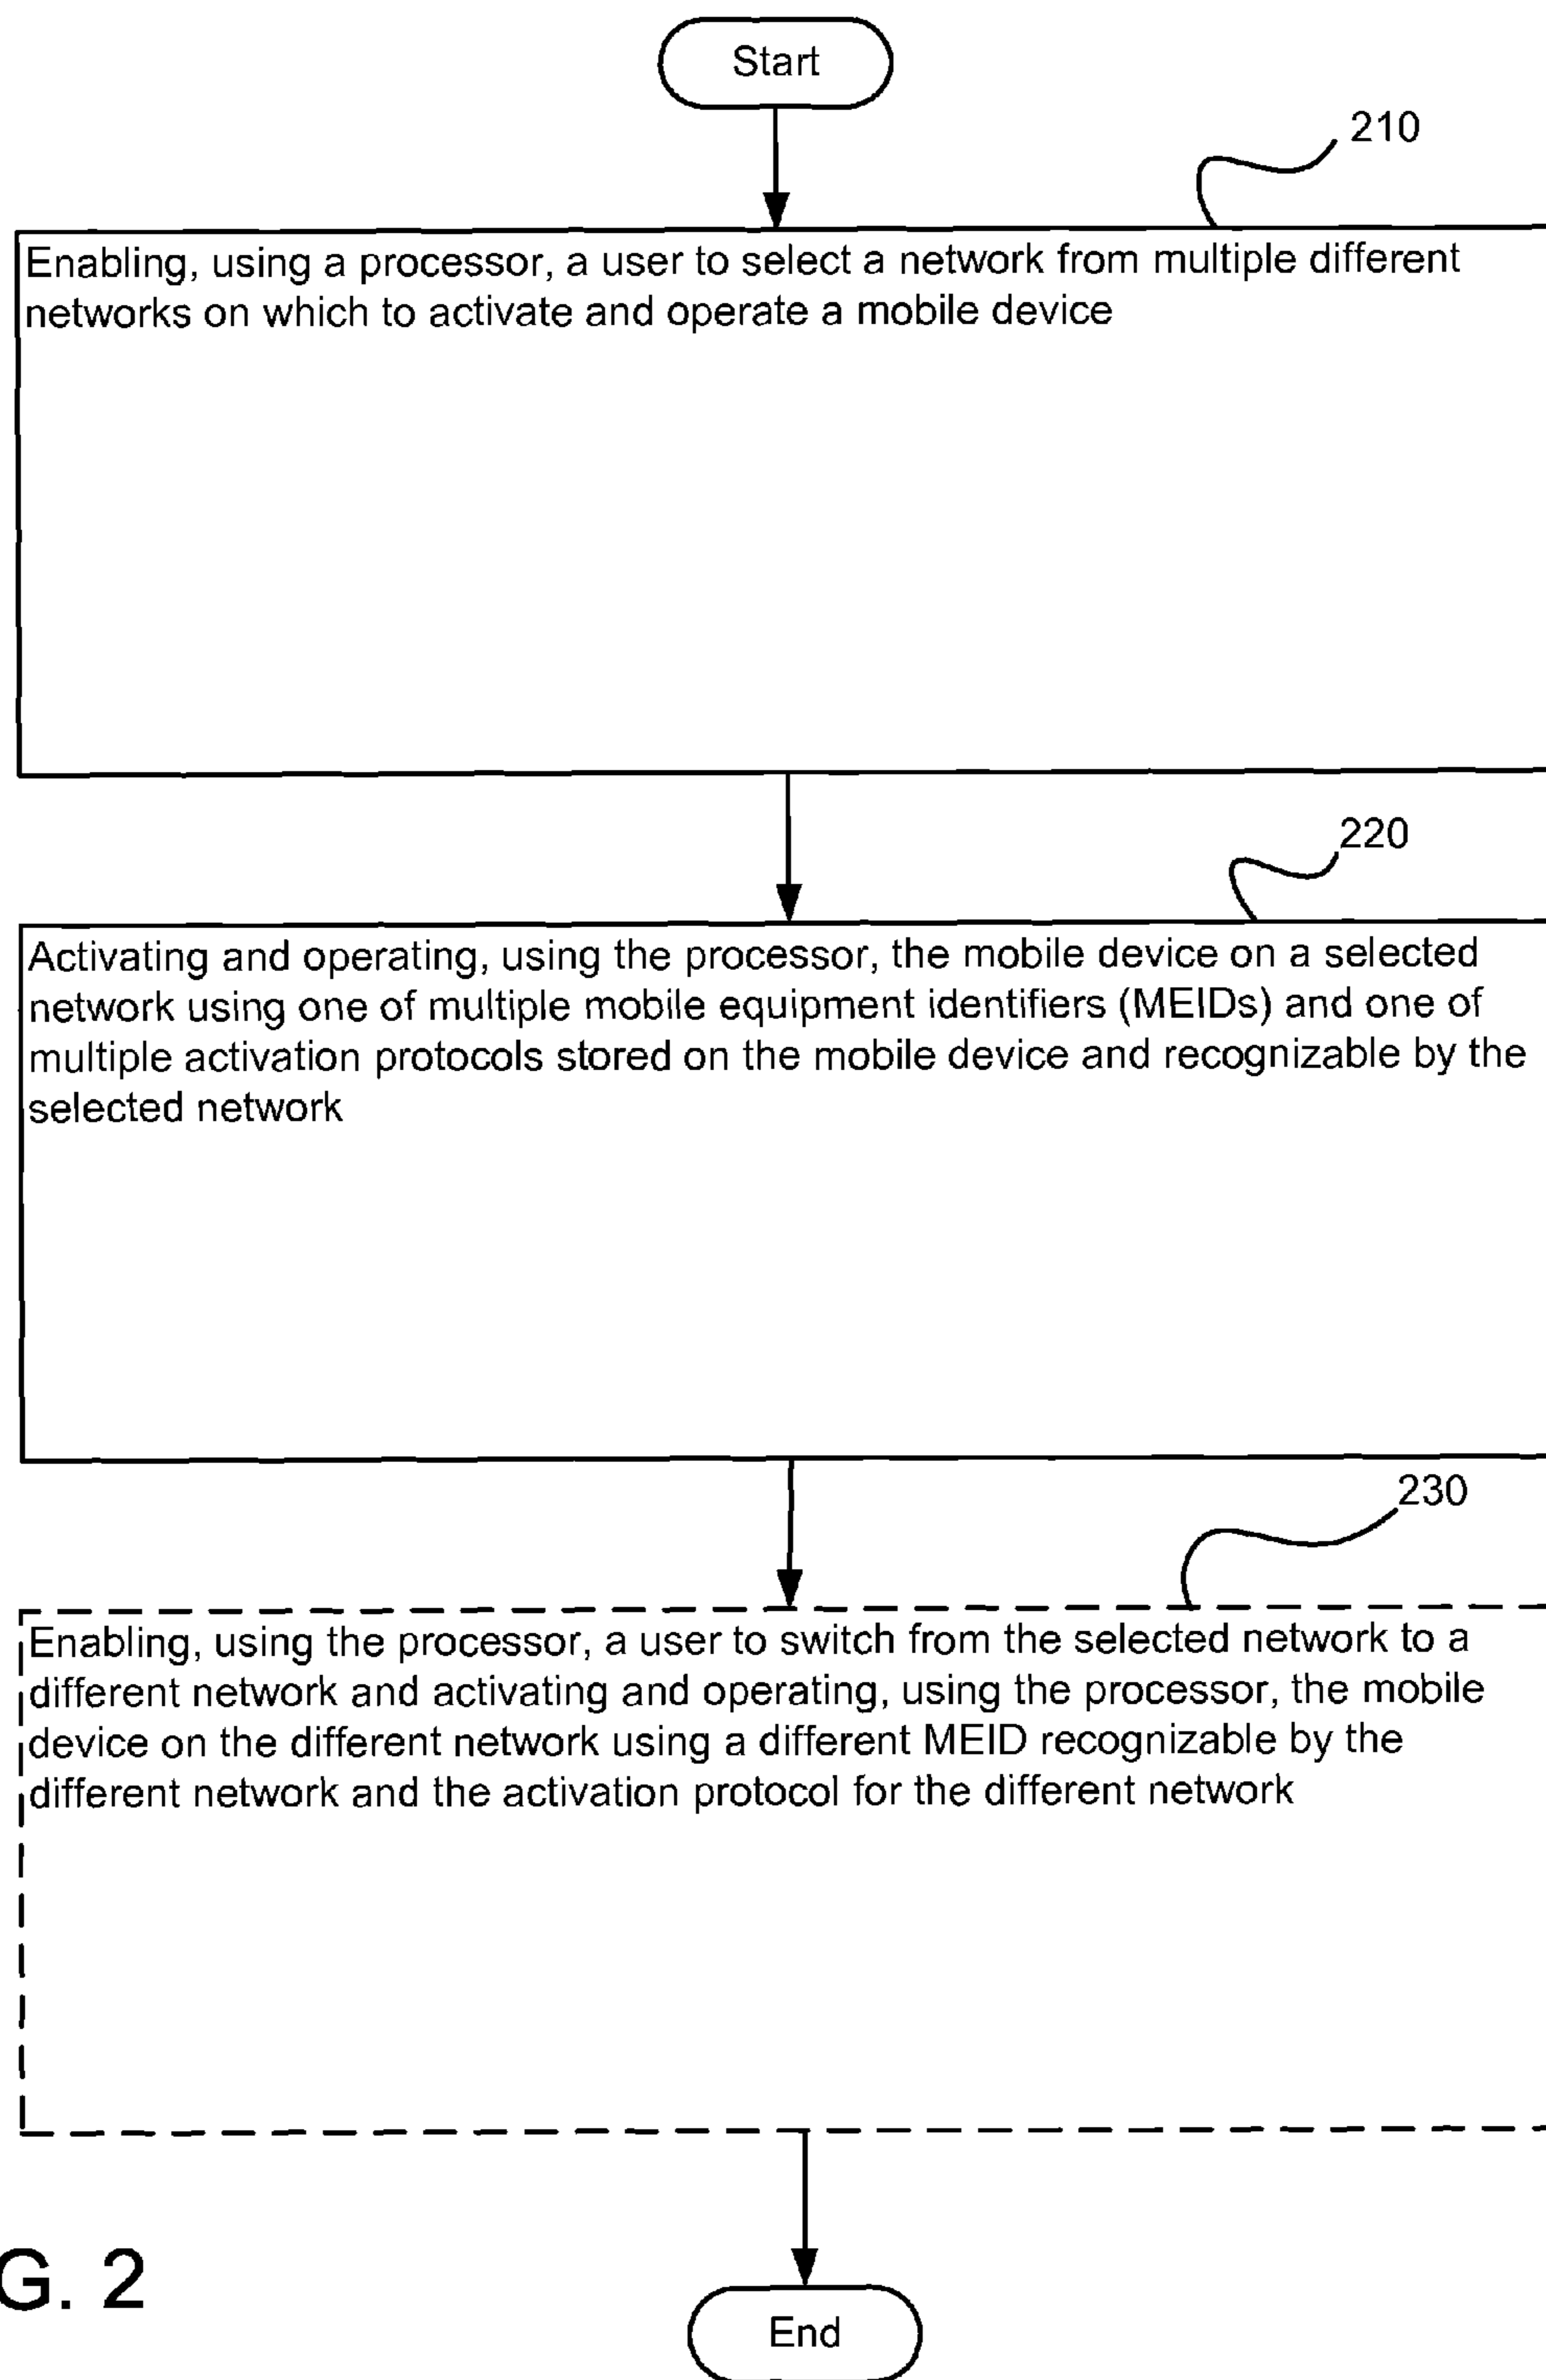 Start
210
Enabling, using a processor, a user to select a network from multiple different
networks on which to activate and operate a mobile device
220
Activating and operating, using the processor, the mobile device on a selected
network using one of multiple mobile equipment identifiers (MEIDs) and one of
multiple activation protocols stored on the mobile device and recognizable by the
selected network
230
Enabling, using the processor, a user to switch from the selected network to a
different network and activating and operating, using the processor, the mobile
device on the different network using a different MEID recognizable by the
different network and the activation protocol for the different network
G. 2
End